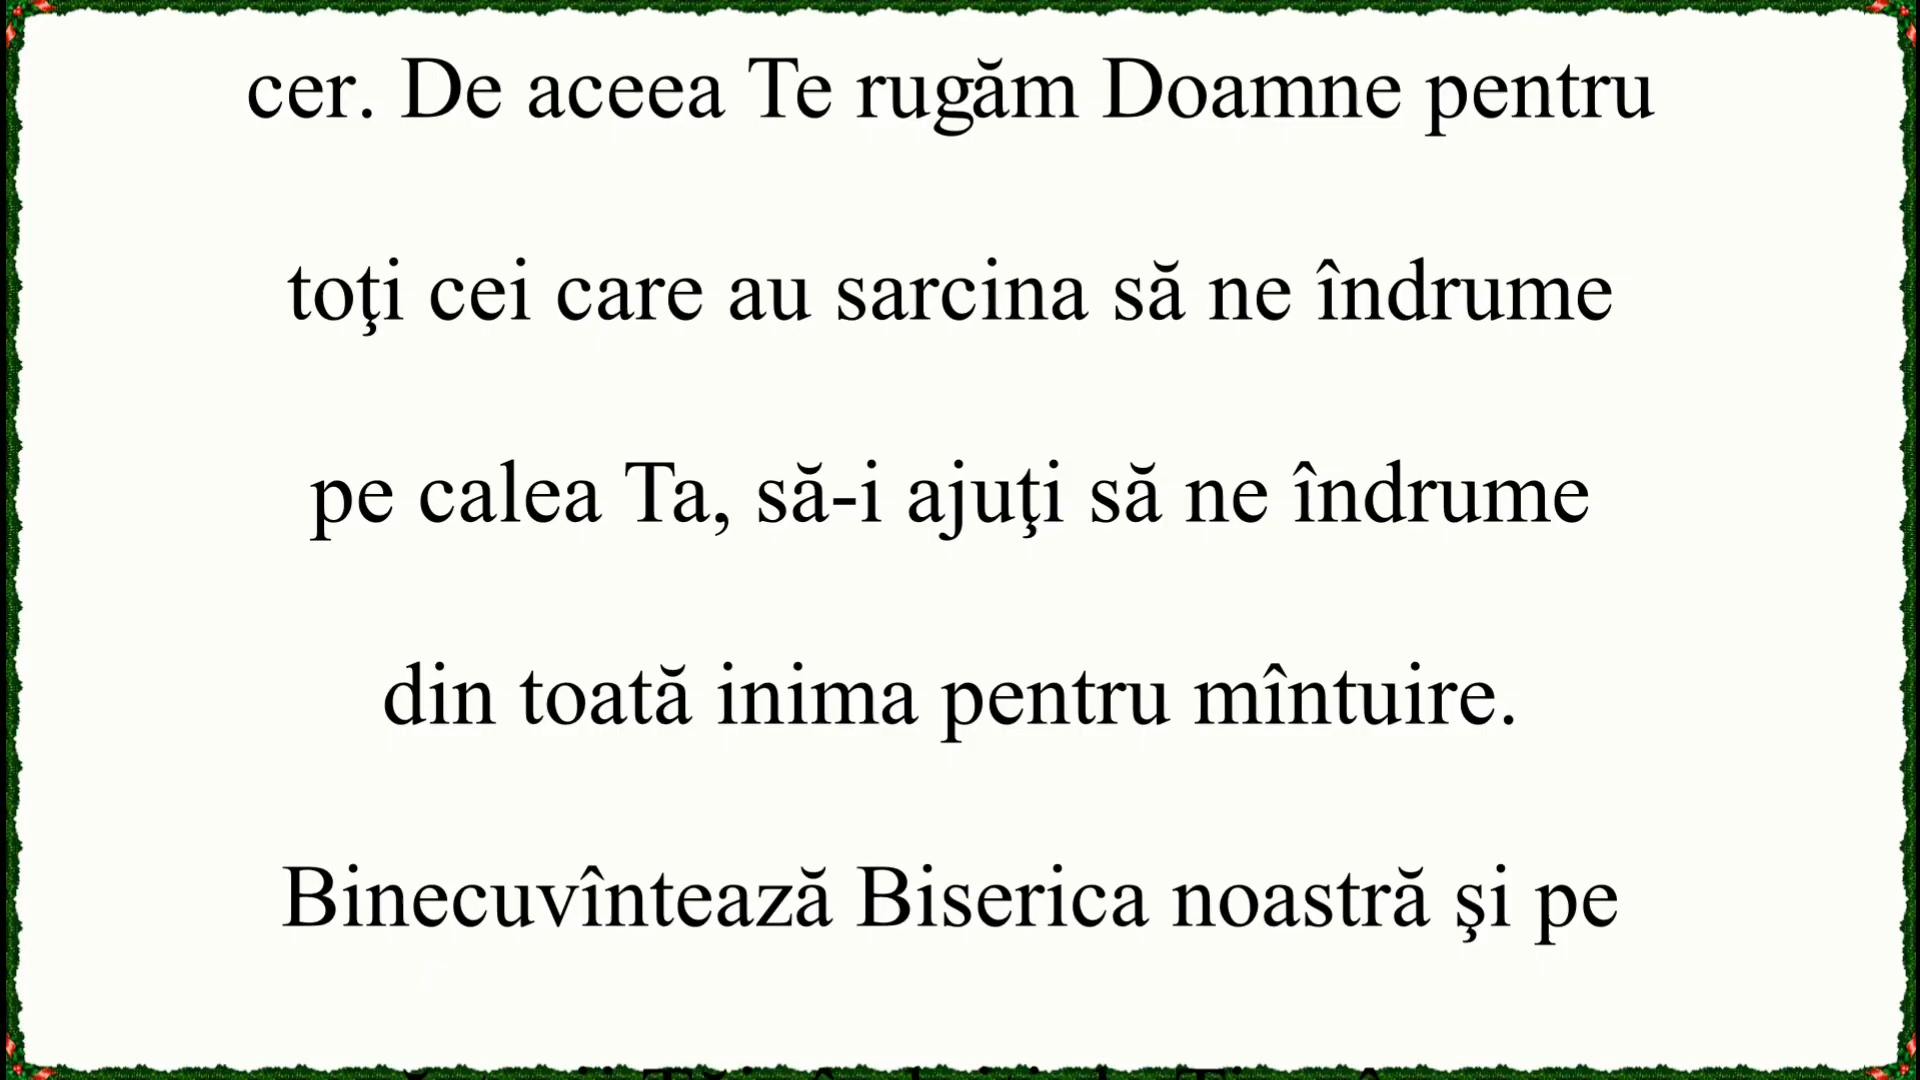 cer. De aceea Te rugăm Doamne pentru
toţi cei care au sarcina să ne îndrume
pe calea Ta, să-i ajuţi să ne îndrume
din toată inima pentru mîntuire.
Binecuvîntează Biserica noastră şi pe